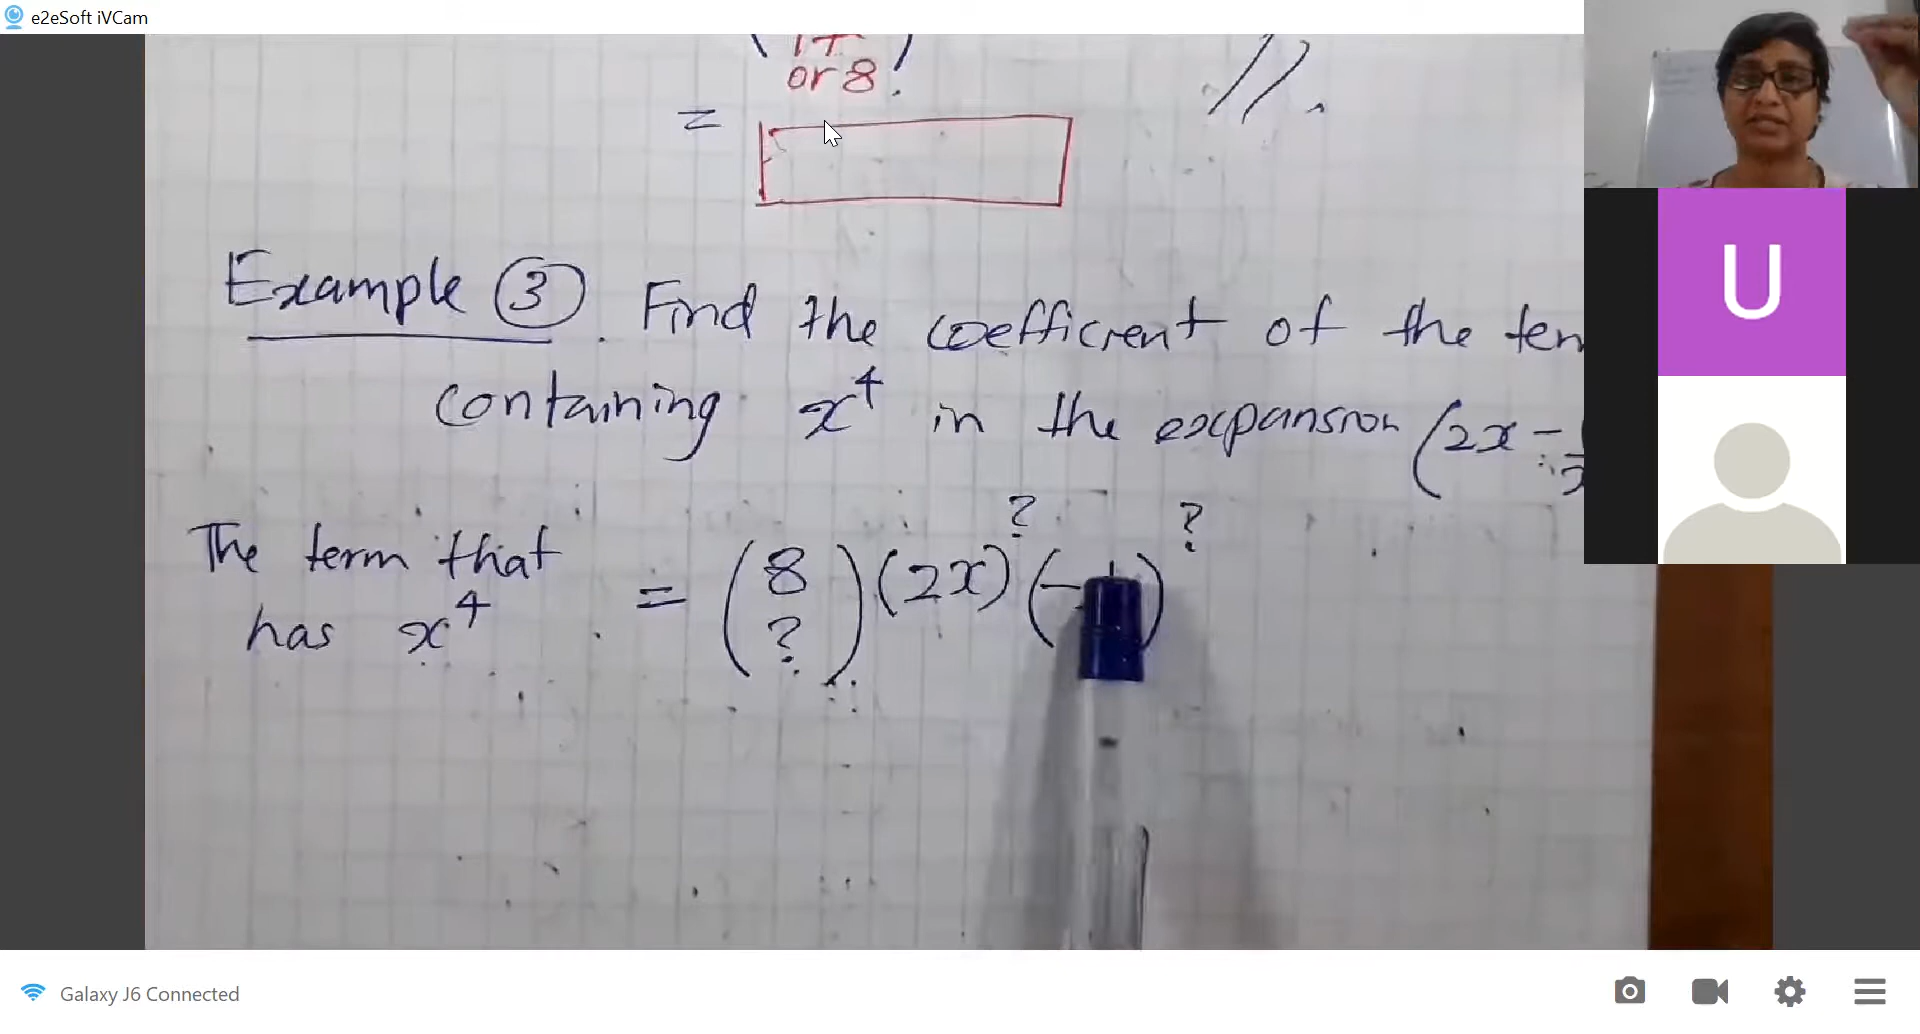 e2eSoft iVCam
or 8
=
Example ③. Find the coefficient of the
containing x⁴ in the expansion (2x –
The term that
has x⁴
= (8 ?) (2x)^? (– )^?
U
Galaxy J6 Connected